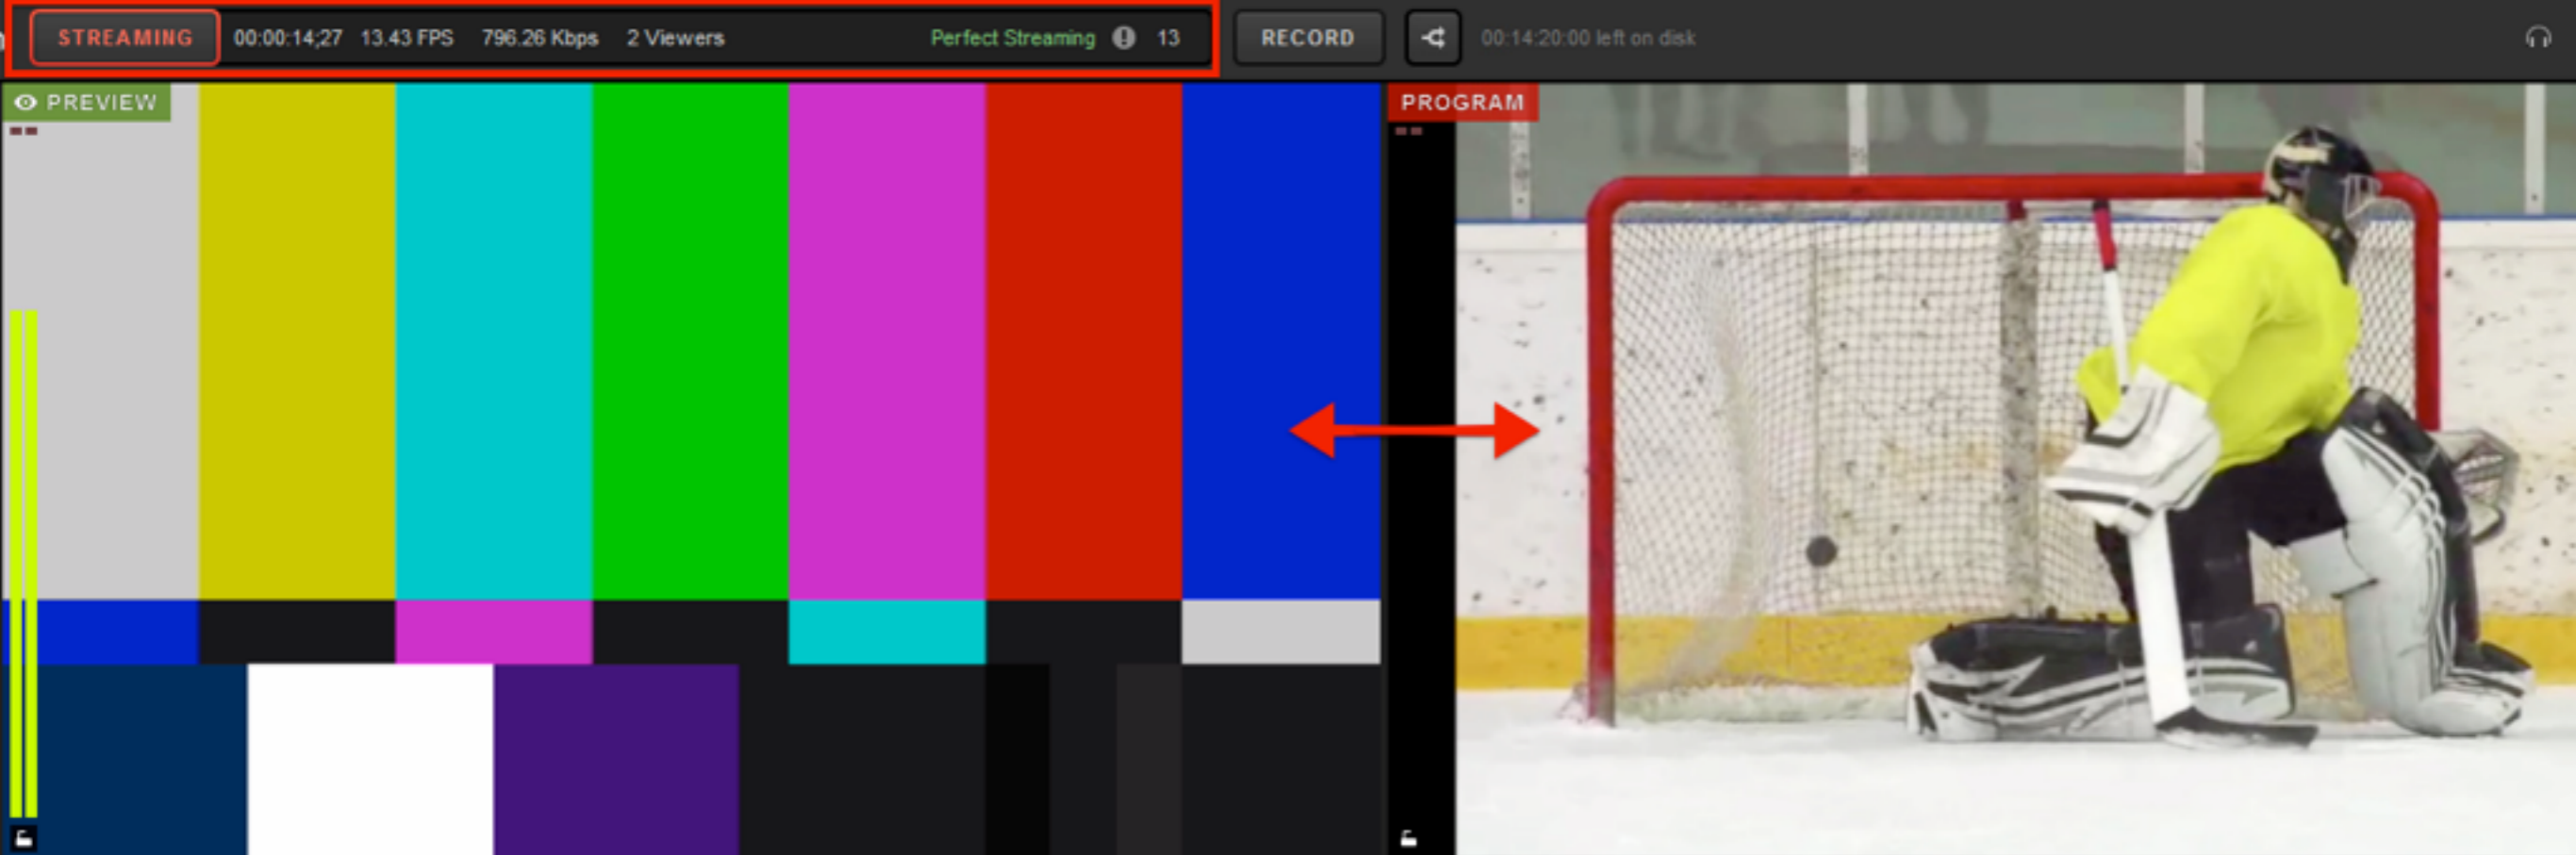 STREAMING 00:00:14;27 13.43 FPS 796.26 Kbps 2 Viewers Perfect Streaming 13 RECORD 00:14:20:00 left on disk
PREVIEW
PROGRAM